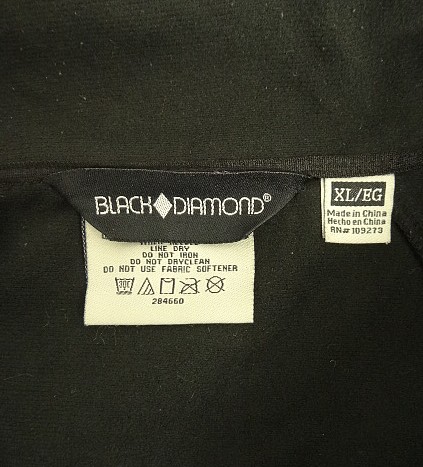 BLACK DIAMOND®
XL/EG
Made in China
Hecho en China
RN# 109273
LINE DRY
DO NOT IRON
DO NOT DRYCLEAN
DO NOT USE FABRIC SOFTENER
284660